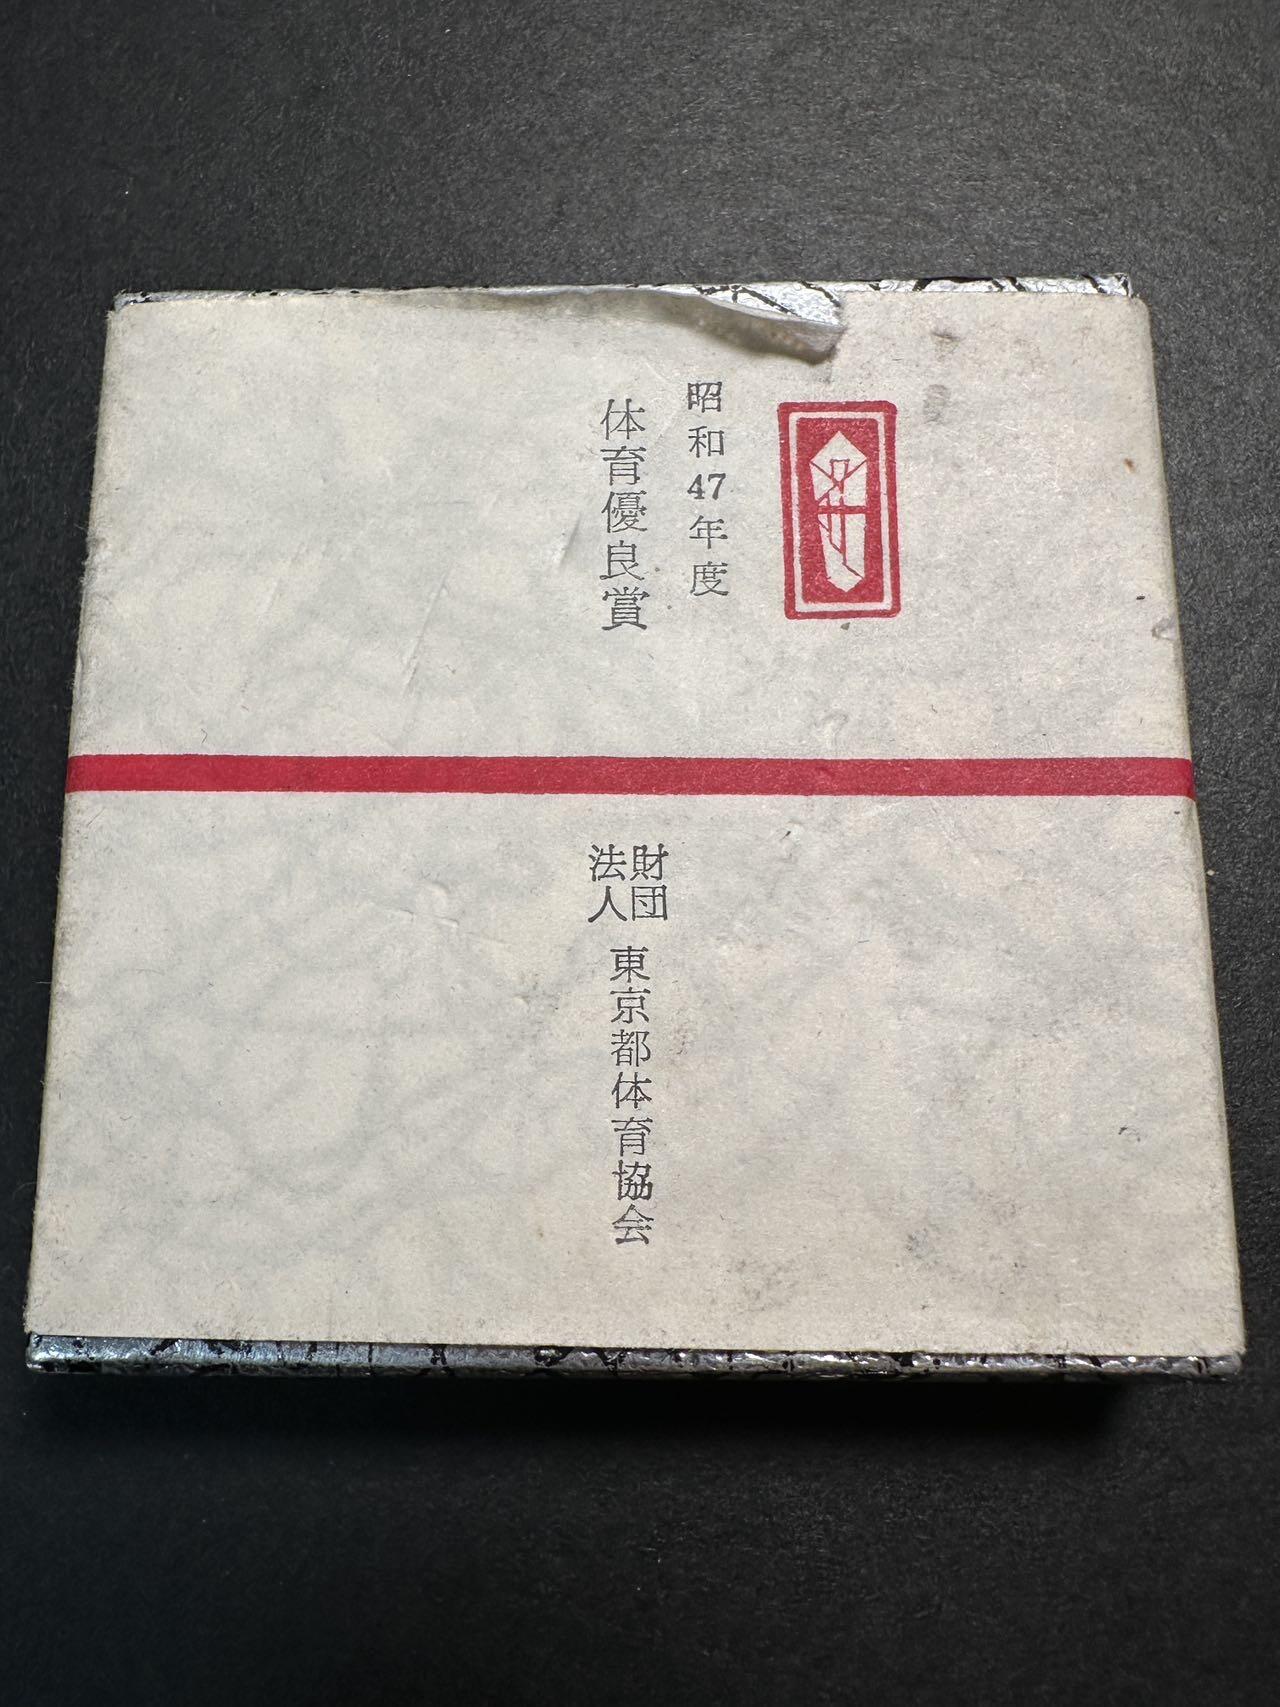 昭和47年度
体育優良賞
財団
法人
東京都体育協会